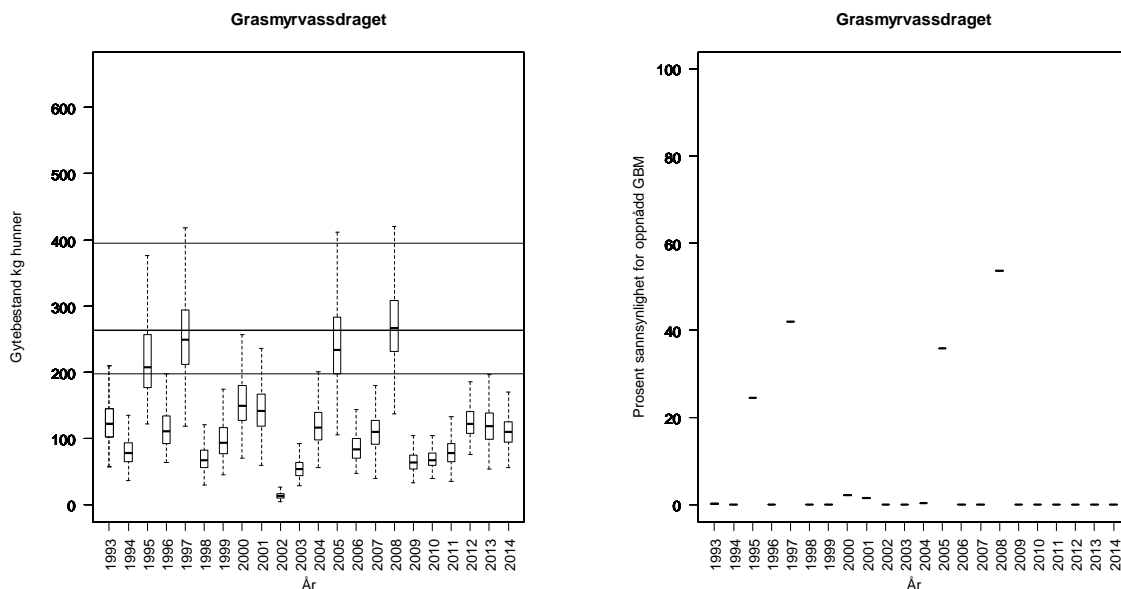 Grasmyrvassdraget
Gytebestand kg hunner
600
500
400
300
200
100
0
1993 1994 1995 1996 1997 1998 1999 2000 2001 2002 2003 2004 2005 2006 2007 2008 2009 2010 2011 2012 2013 2014
År
Grasmyrvassdraget
Prosent sannsynlighet for oppnådd GBM
100
80
60
40
20
0
1993 1994 1995 1996 1997 1998 1999 2000 2001 2002 2003 2004 2005 2006 2007 2008 2009 2010 2011 2012 2013 2014
År